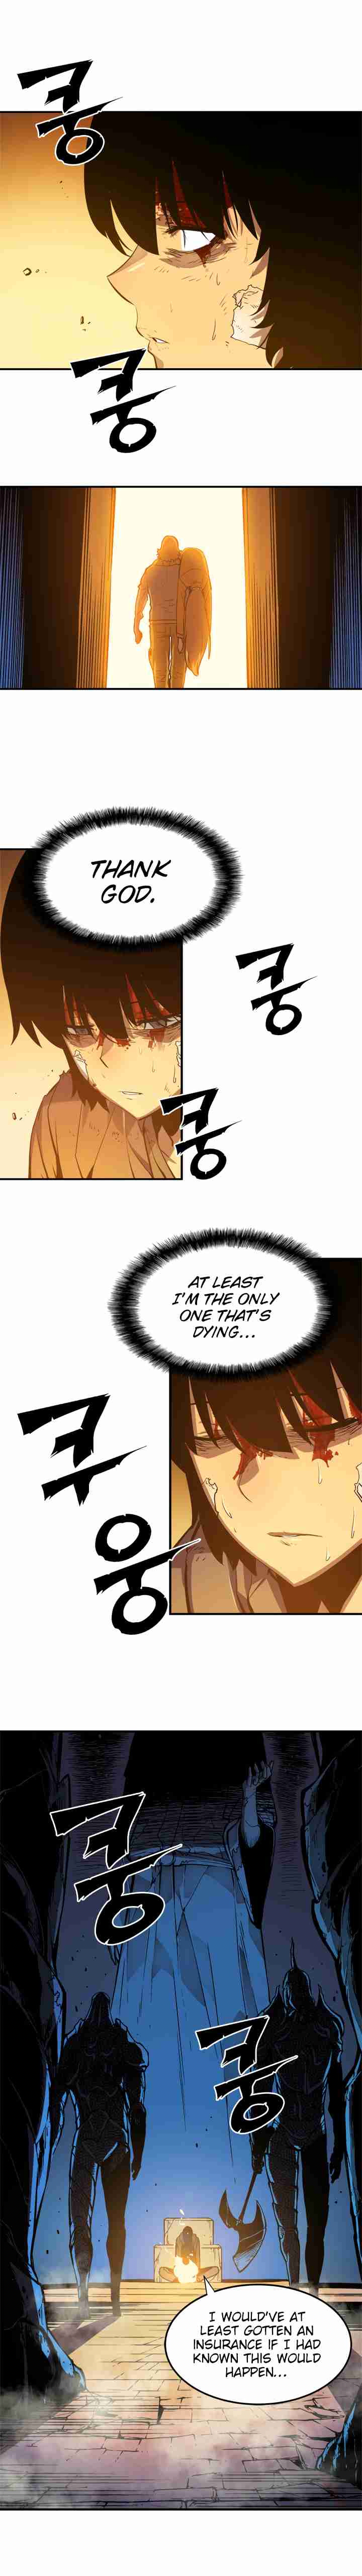 쿵
쿵
THANK
GOD.
쿵
쿵
AT LEAST
I'M THE ONLY
ONE THAT'S
DYING...
쿠
웅
쿵
쿵
I WOULD'VE AT
LEAST GOTTEN AN
INSURANCE IF I HAD
KNOWN THIS WOULD
HAPPEN...